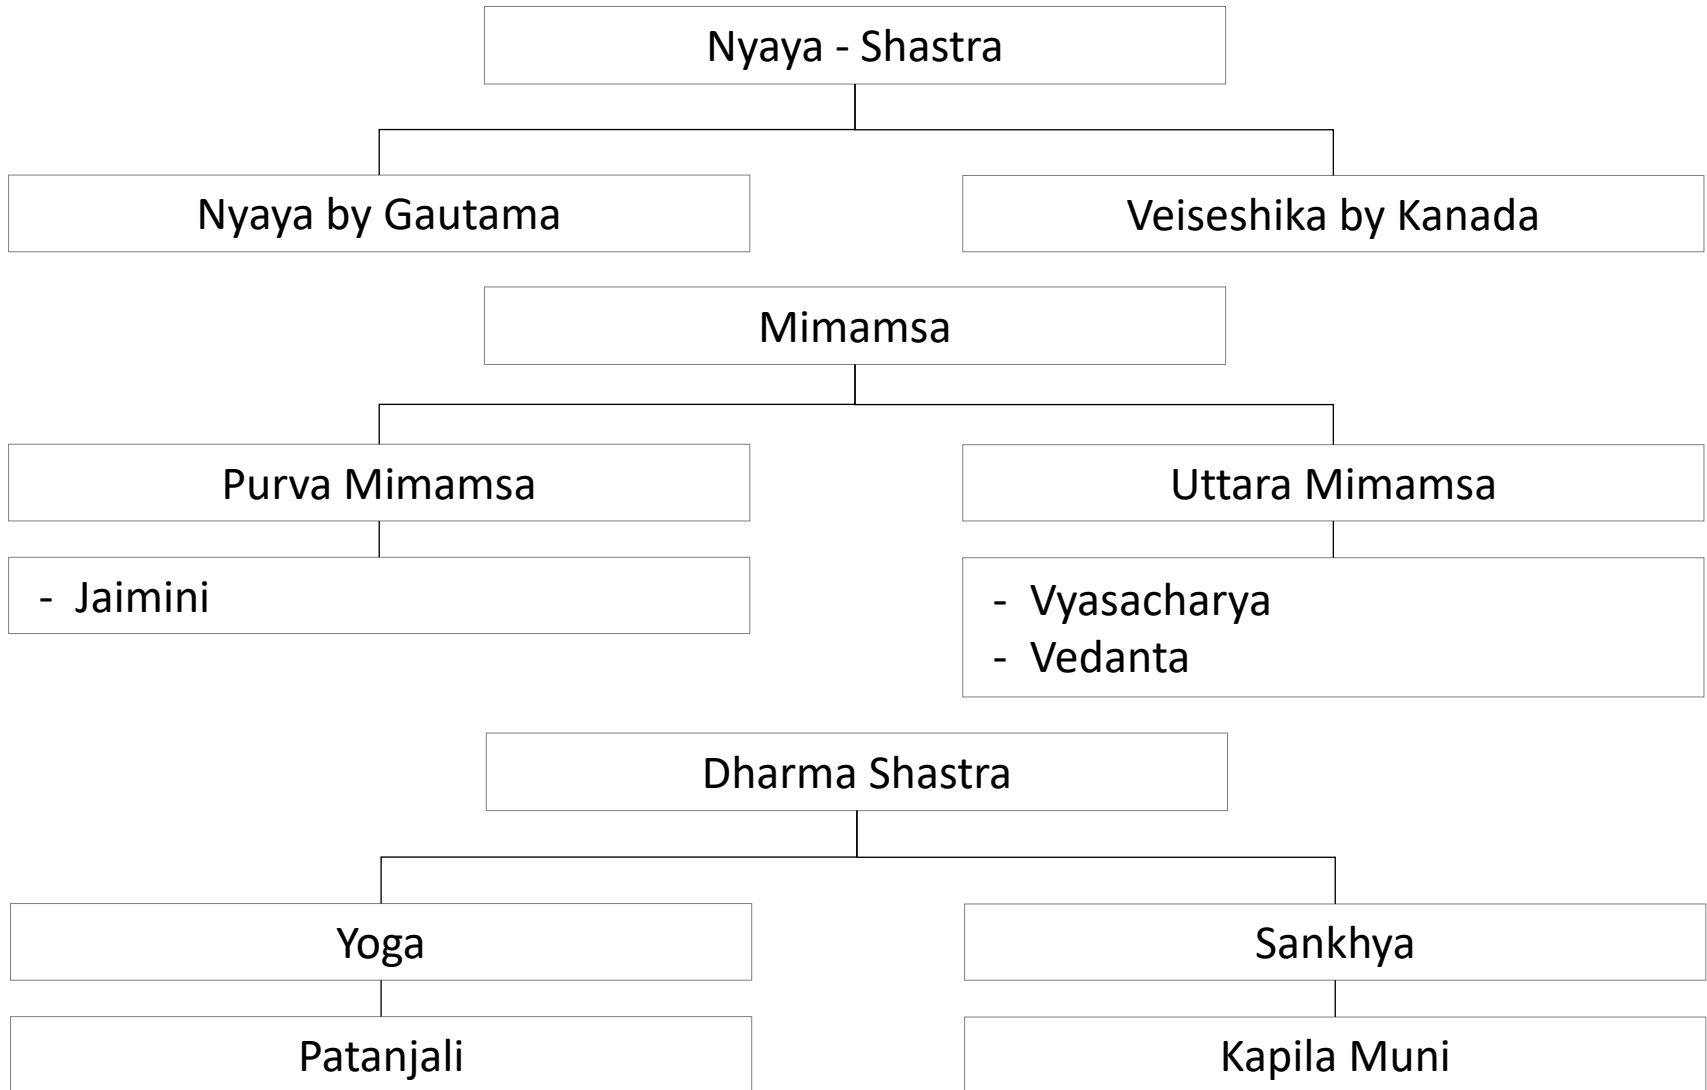 Nyaya - Shastra
Nyaya by Gautama
Veiseshika by Kanada
Mimamsa
Purva Mimamsa
Uttara Mimamsa
- Jaimini
- Vyasacharya
- Vedanta
Dharma Shastra
Yoga
Sankhya
Patanjali
Kapila Muni